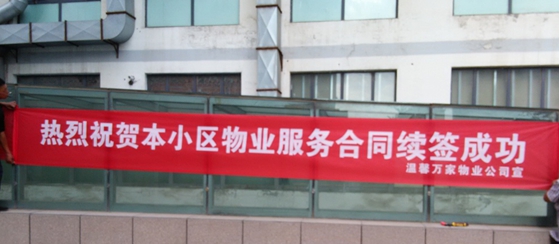 热烈祝贺本小区物业服务合同续签成功
温馨万家物业公司宣